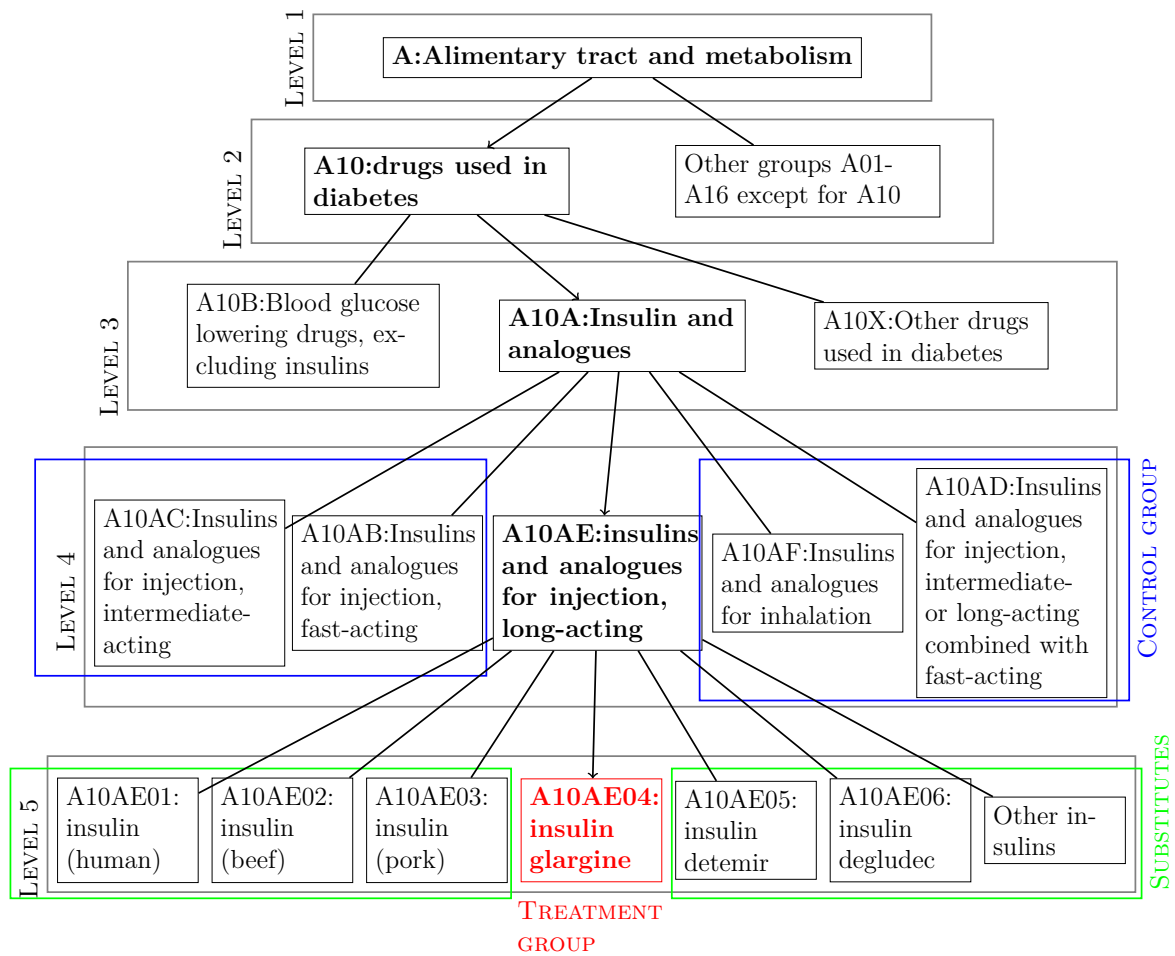 LEVEL 1
A:Alimentary tract and metabolism
LEVEL 2
A10:drugs used in
diabetes
Other groups A01-
A16 except for A10
LEVEL 3
A10B:Blood glucose
lowering drugs, ex-
cluding insulins
A10A:Insulin and
analogues
A10X:Other drugs
used in diabetes
LEVEL 4
A10AC:Insulins
and analogues
for injection,
intermediate-
acting
A10AB:Insulins
and analogues
for injection,
fast-acting
A10AE:insulins
and analogues
for injection,
long-acting
A10AF:Insulins
and analogues
for inhalation
A10AD:Insulins
and analogues
for injection,
intermediate-
or long-acting
combined with
fast-acting
CONTROL GROUP
LEVEL 5
A10AE01:
insulin
(human)
A10AE02:
insulin
(beef)
A10AE03:
insulin
(pork)
A10AE04:
insulin
glargine
A10AE05:
insulin
detemir
A10AE06:
insulin
degludec
Other in-
sulins
SUBSTITUTES
TREATMENT
GROUP